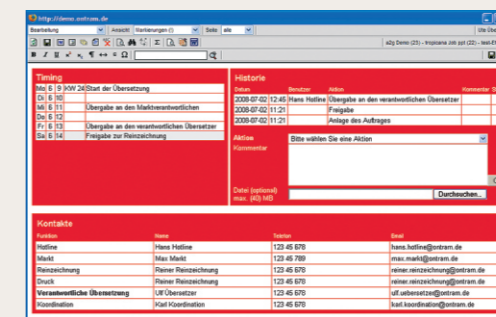 http://demo.ontram.de
Bearbeitung Ansicht Markierungen () Seite alle
a2g Demo (23) - tropicana Job ppt (22) - test-E
Timing
Mo 6 9 KW 24 Start der Übersetzung
Di 6 10
Mi 6 11 Übergabe an den Marktverantwortlichen
Do 6 12
Fr 6 13 Übergabe an den verantwortlichen Übersetzer
Sa 6 14 Freigabe zur Reinzeichnung
Historie
Datum Benutzer Aktion Kommentar
2008-07-02 12:45 Hans Hotline Übergabe an den verantwortlichen Übersetzer
2008-07-02 11:21 Freigabe
2008-07-02 11:21 Anlage des Auftrages
Aktion Bitte wählen Sie eine Aktion
Kommentar
Datei (optional)
max. (40) MB Durchsuchen...
Kontakte
Funktion Name Telefon Email
Hotline Hans Hotline 123 45 678 hans.hotline@ontram.de
Markt Max Markt 123 45 789 max.markt@ontram.de
Reinzeichnung Reiner Reinzeichnung 123 45 678 reiner.reinzeichnung@ontram.de
Druck Reiner Reinzeichnung 123 45 678 reiner.reinzeichnung@ontram.de
Verantwortliche Übersetzung Ulf Übersetzer 123 45 678 ulf.uebersetzer@ontram.de
Koordination Karl Koordination 123 45 678 karl.koordination@ontram.de